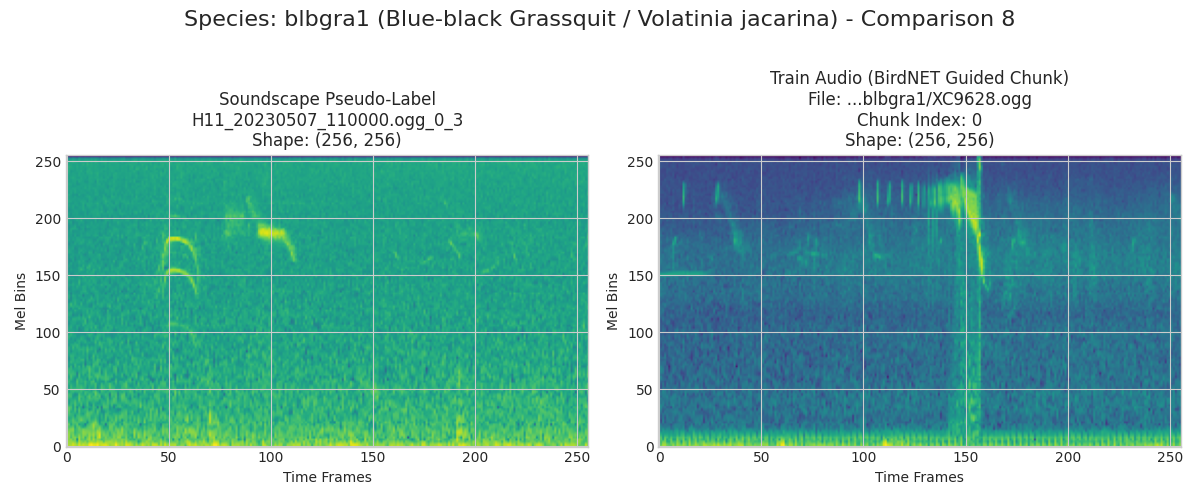 Species: blbgra1 (Blue-black Grassquit / Volatinia jacarina) - Comparison 8
Soundscape Pseudo-Label
H11_20230507_110000.ogg_0_3
Shape: (256, 256)
Train Audio (BirdNET Guided Chunk)
File: ...blbgra1/XC9628.ogg
Chunk Index: 0
Shape: (256, 256)
250
200
150
100
50
0
Mel Bins
0 50 100 150 200 250
Time Frames
250
200
150
100
50
0
Mel Bins
0 50 100 150 200 250
Time Frames